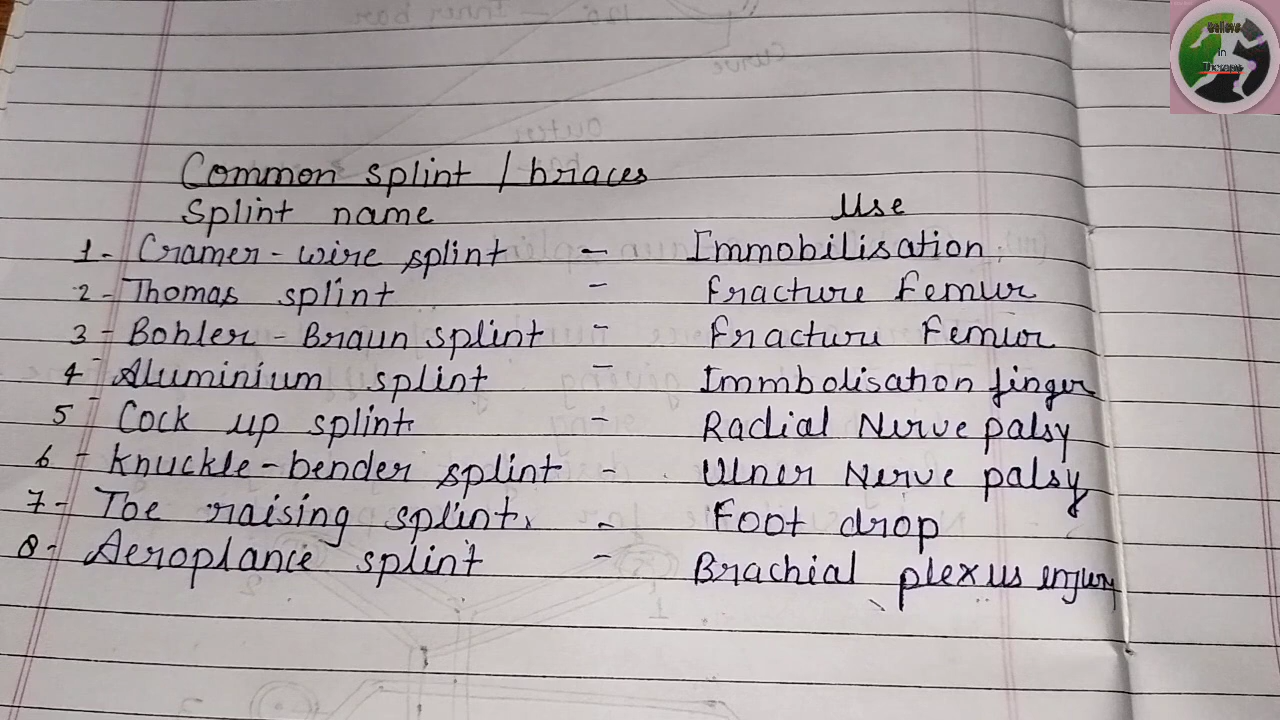 Common splint / braces
Splint name Use
1- Cramer-wire splint - Immobilisation
2- Thomas splint - Fracture Femur
3- Bohler-Braun splint - Fracture Femur
4- Aluminium splint - Immbolisation finger
5- Cock up splint - Radial Nerve palsy
6- Knuckle-bender splint - Ulner Nerve palsy
7- Toe raising splint - Foot drop
8- Aeroplance splint - Brachial plexus injury
in